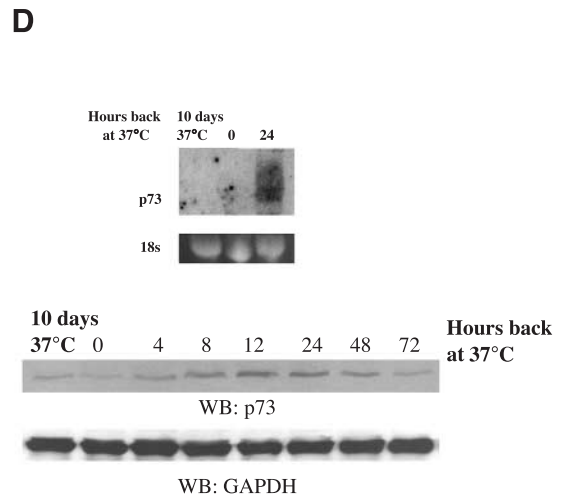 D
Hours back 10 days
at 37°C 37°C 0 24
p73
18s
10 days
37°C 0 4 8 12 24 48 72
Hours back
at 37°C
WB: p73
WB: GAPDH